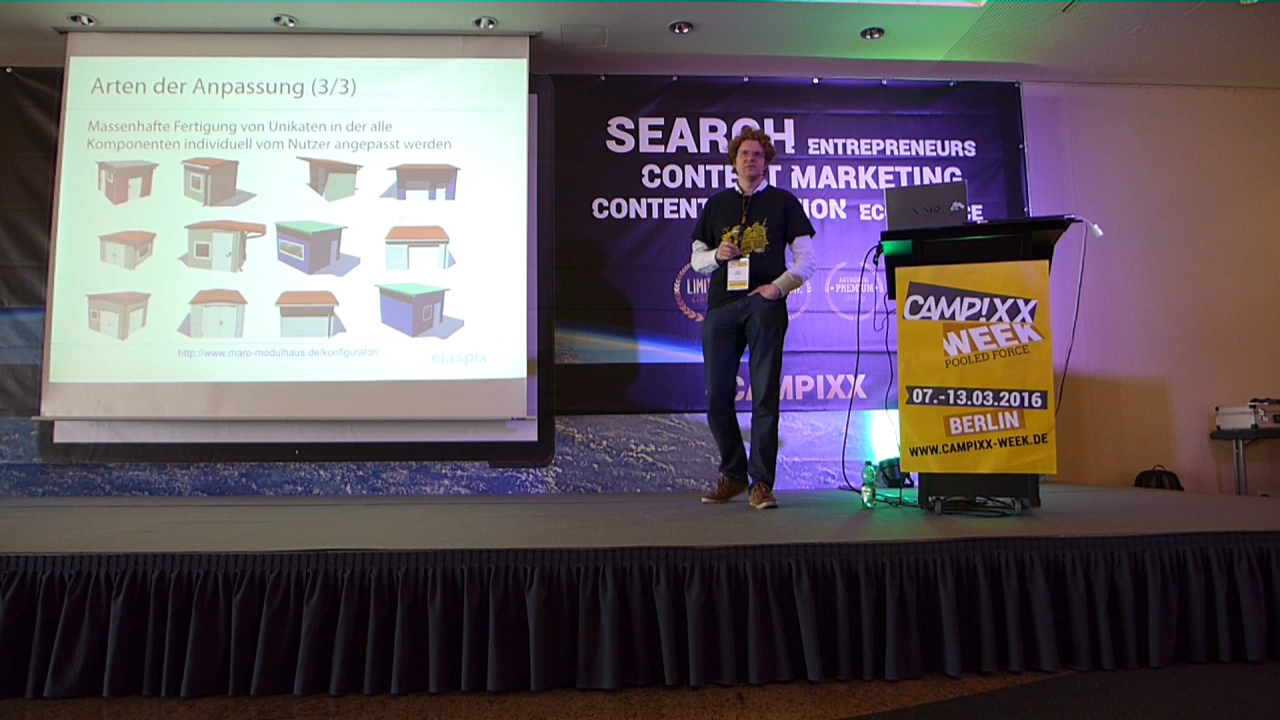 Arten der Anpassung (3/3)
Massenhafte Fertigung von Unikaten in der alle
Komponenten individuell vom Nutzer angepasst werden
http://www.maro-modulhaus.de/konfigurator/
elaspix
SEARCH ENTREPRENEURS
CONTENT MARKETING
CONTENT
CAMPIXX
PREMIUM
CAMP!XX
WEEK
POOLED FORCE
07.-13.03.2016
BERLIN
WWW.CAMPIXX-WEEK.DE